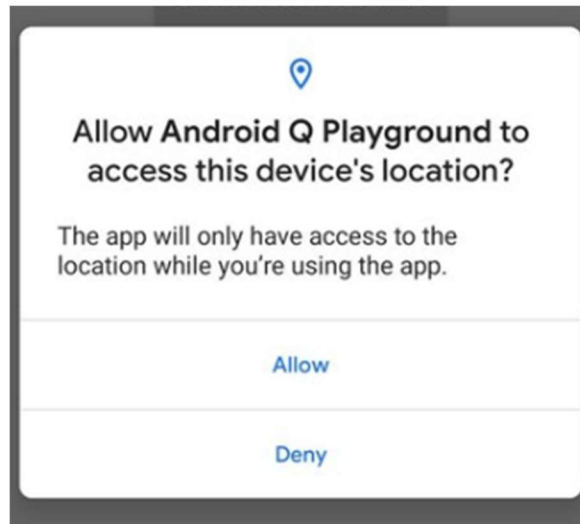 Allow Android Q Playground to
access this device's location?
The app will only have access to the
location while you’re using the app.
Allow
Deny